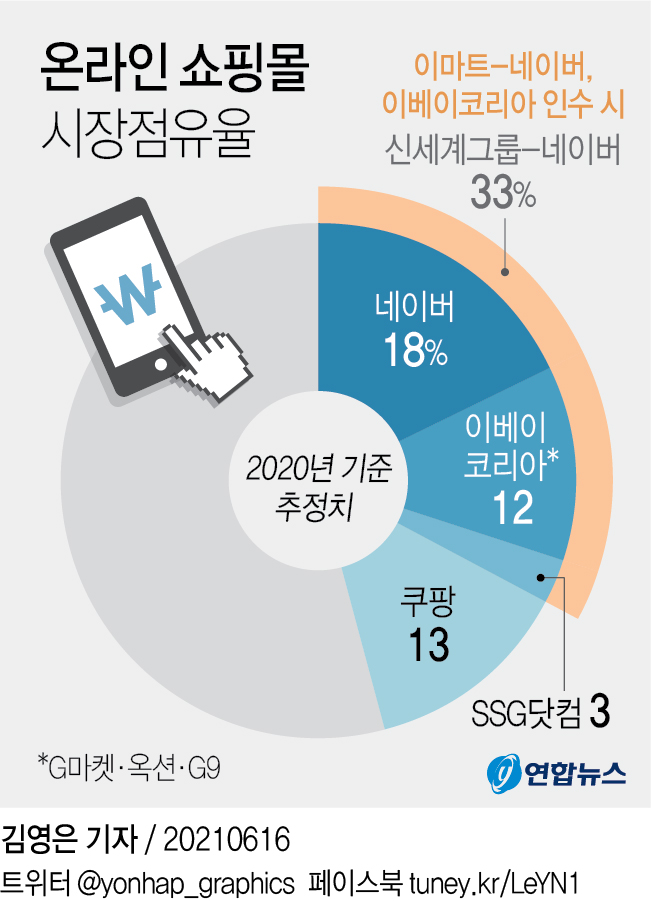 온라인 쇼핑몰
시장점유율
이마트-네이버,
이베이코리아 인수 시
신세계그룹-네이버
33%
네이버
18%
이베이
코리아*
12
2020년 기준
추정치
쿠팡
13
SSG닷컴 3
*G마켓·옥션·G9
연합뉴스
김영은 기자 / 20210616
트위터 @yonhap_graphics 페이스북 tuney.kr/LeYN1